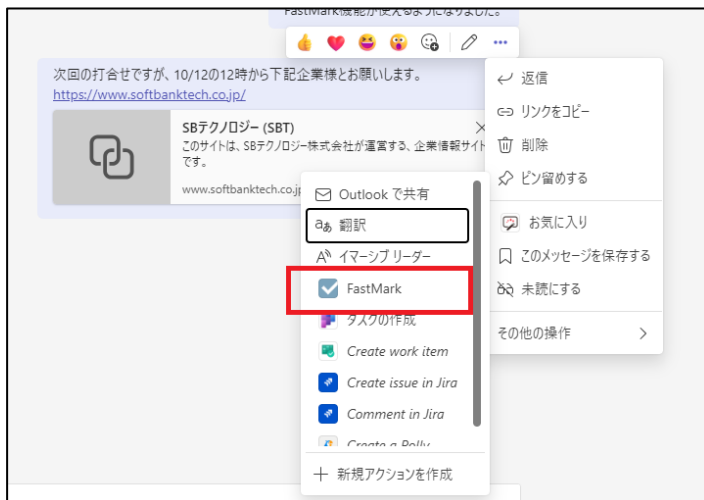 FastMark機能が使えるようになりました。
次回の打合せですが、10/12の12時から下記企業様とお願いします。
https://www.softbanktech.co.jp/
SBテクノロジー (SBT)
このサイトは、SBテクノロジー株式会社が運営する、企業情報サイト
です。
www.softbanktech.co.jp
返信
リンクをコピー
削除
ピン留めする
お気に入り
このメッセージを保存する
未読にする
その他の操作
Outlook で共有
翻訳
イマーシブ リーダー
FastMark
タスクの作成
Create work item
Create issue in Jira
Comment in Jira
Create a Polly
新規アクションを作成